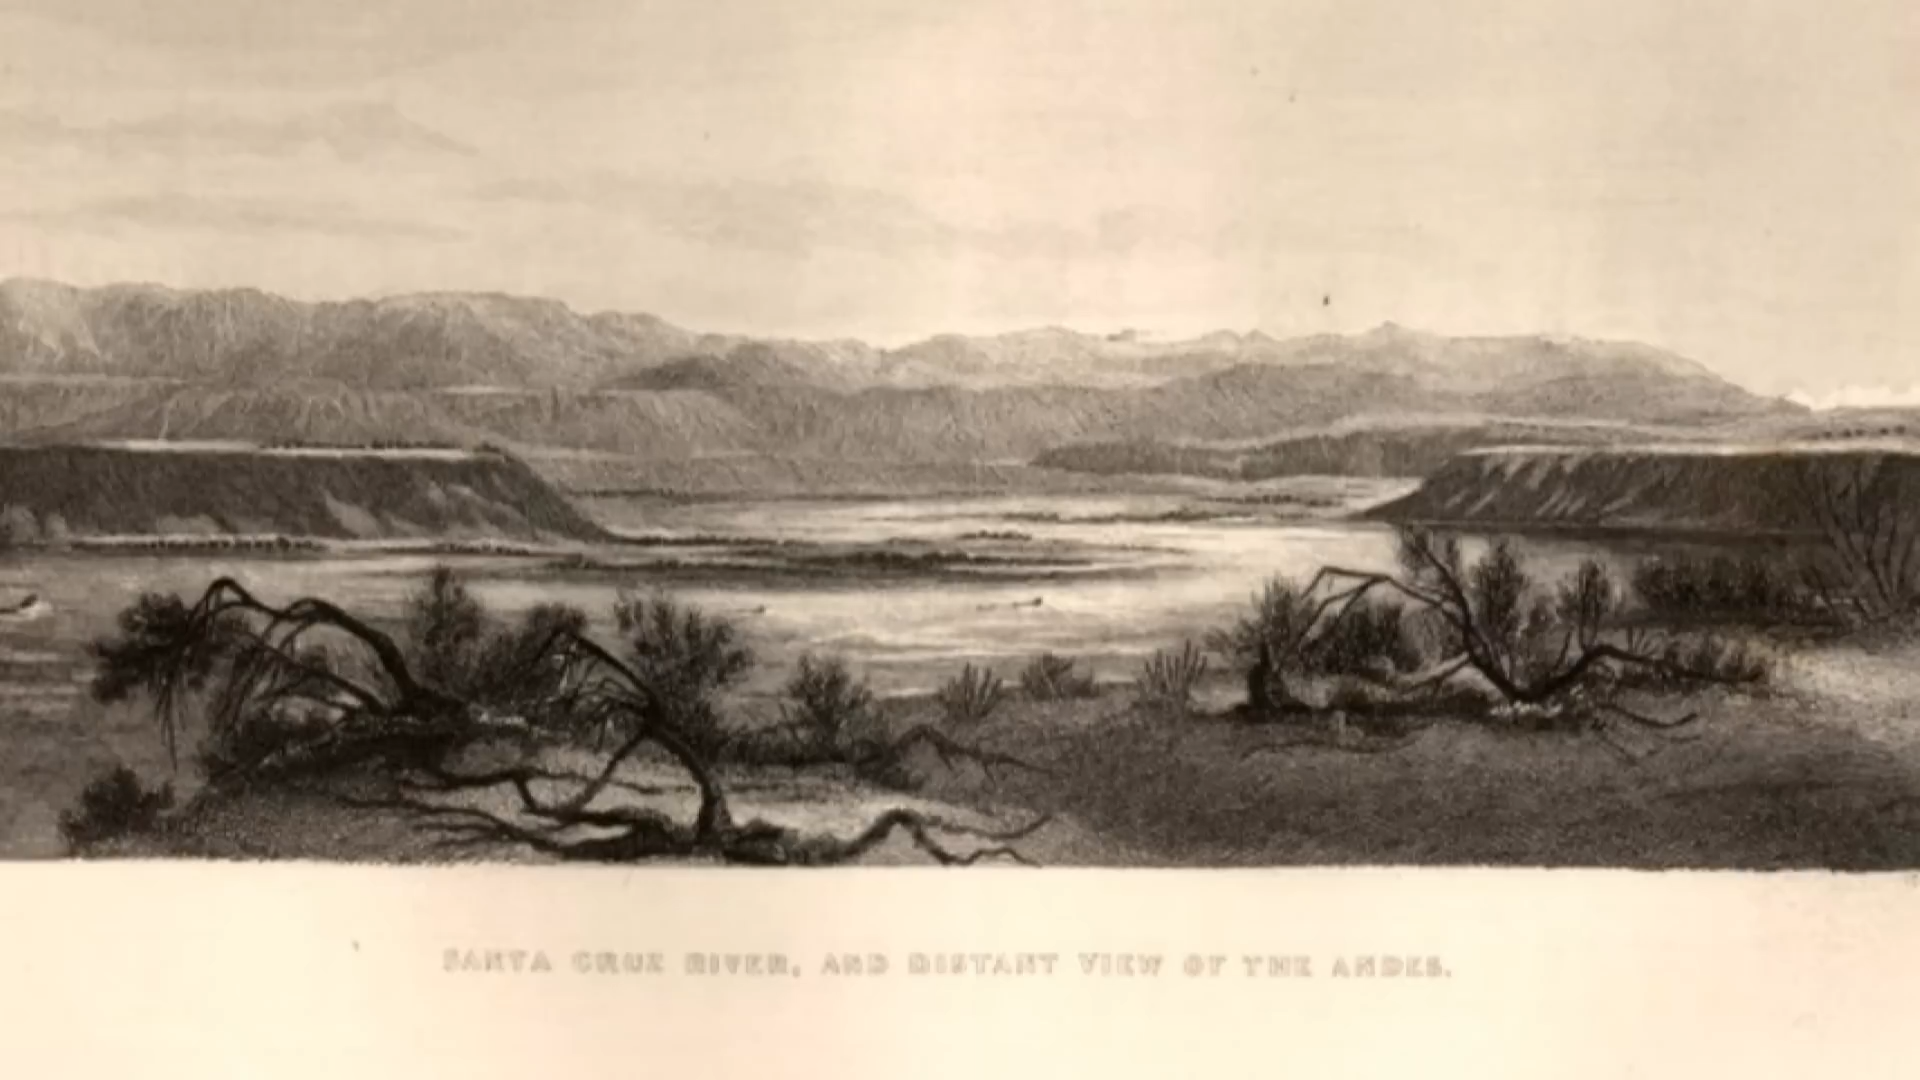 SANTA CRUZ RIVER, AND DISTANT VIEW OF THE ANDES.